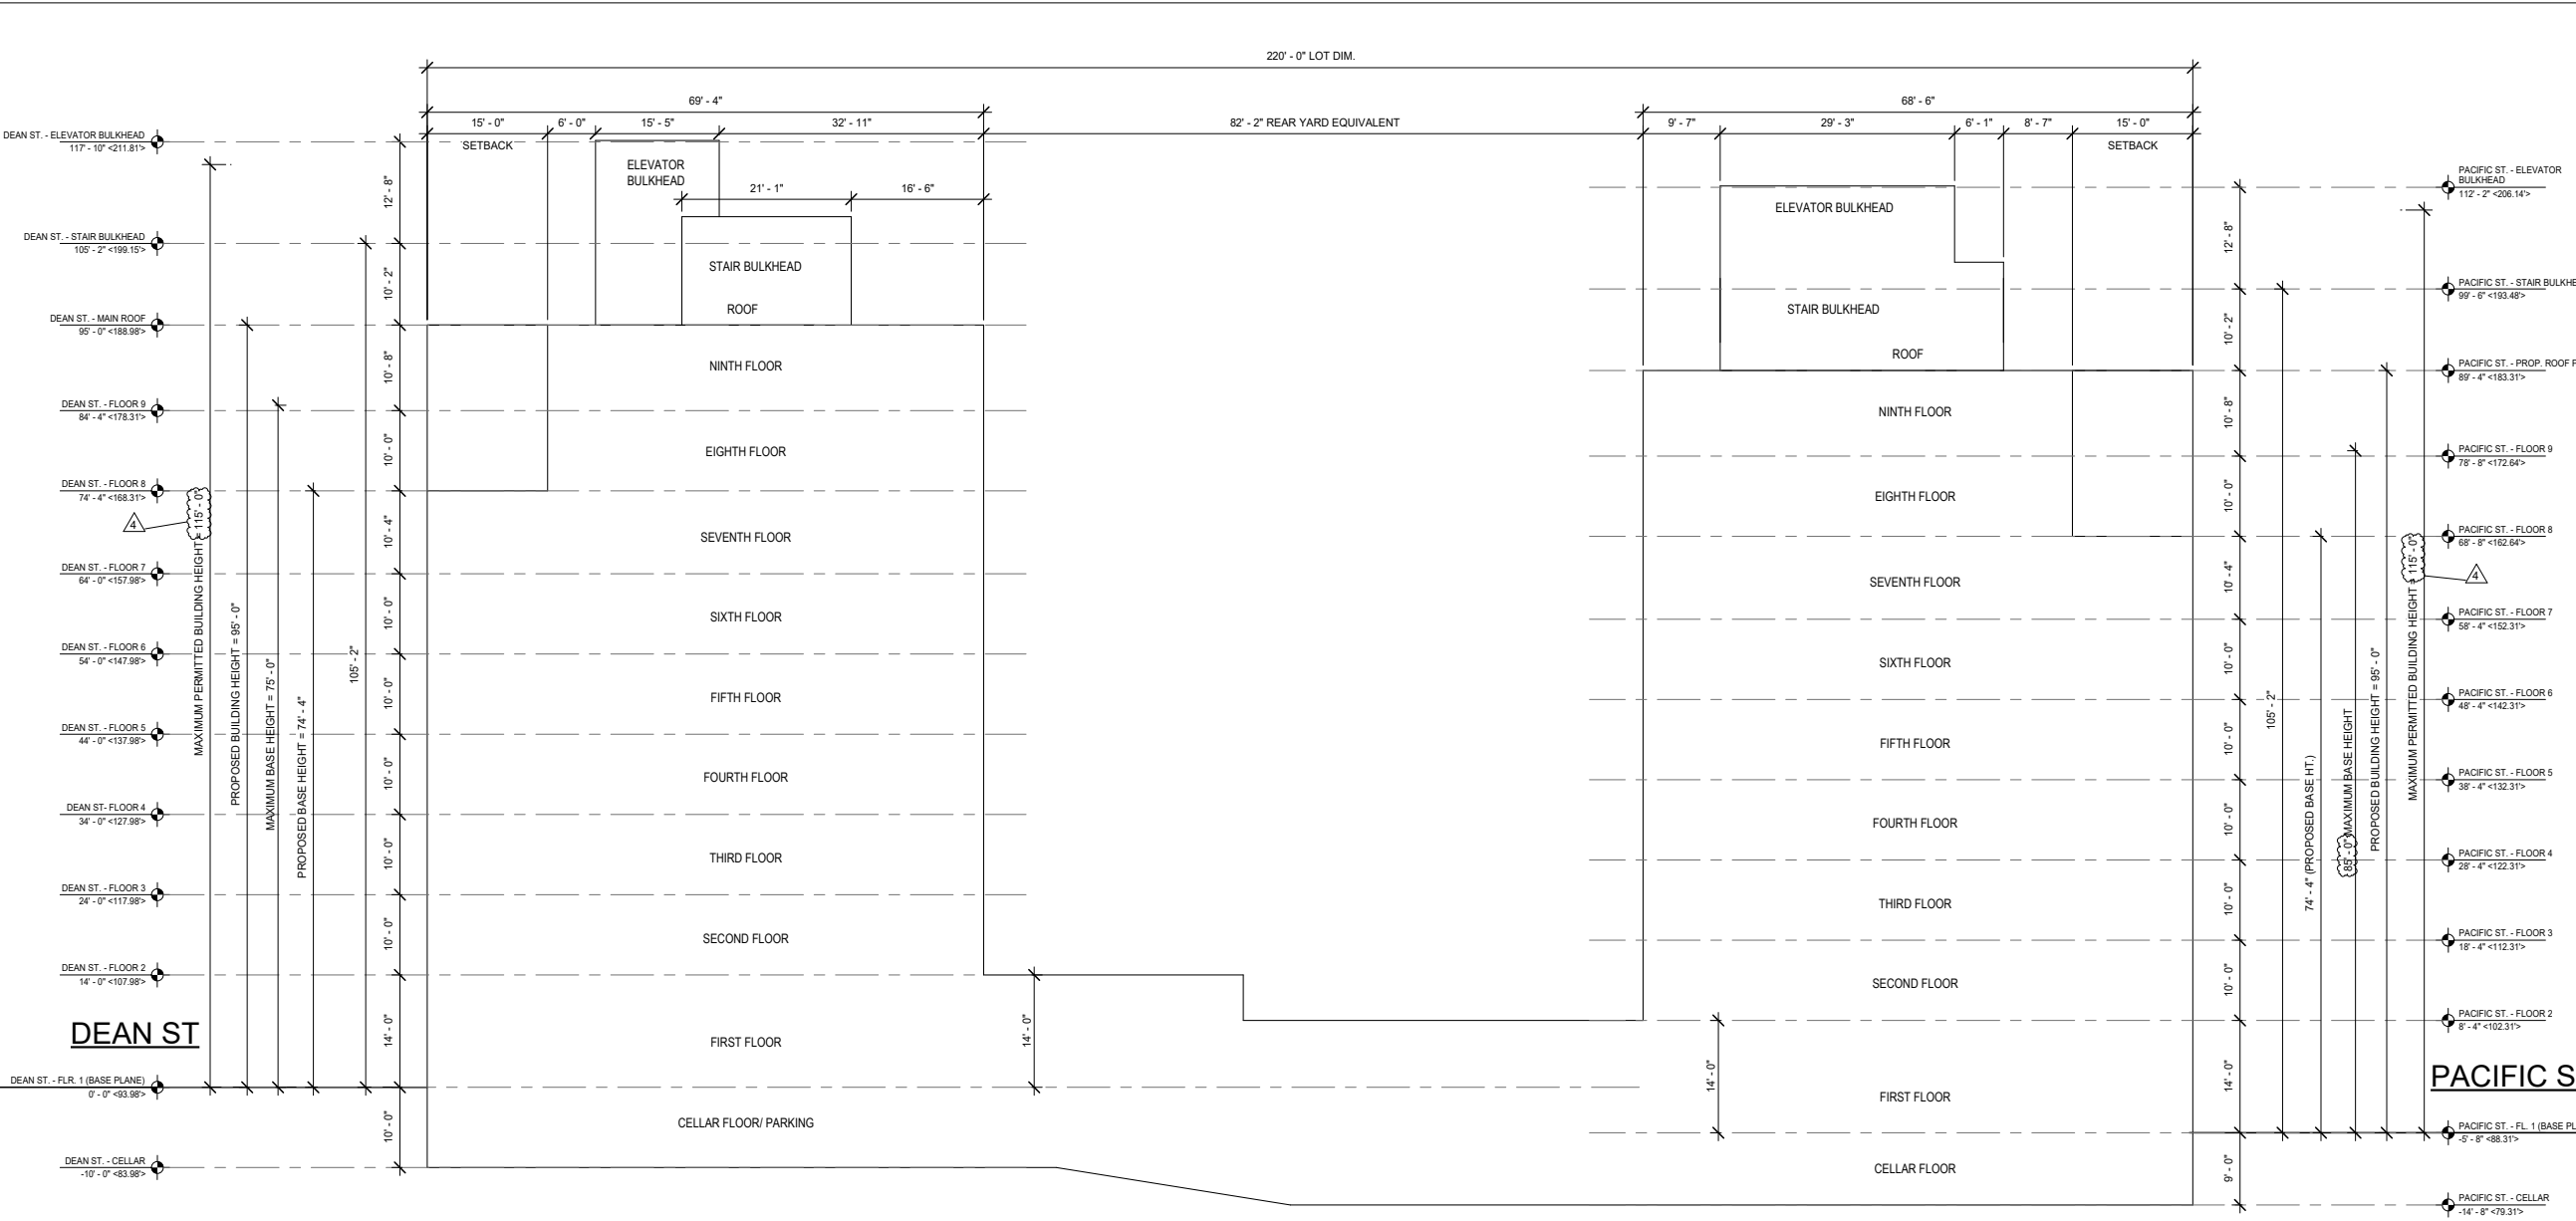 220' - 0" LOT DIM.
69' - 4"
68' - 6"
15' - 0"
6' - 0"
15' - 5"
32' - 11"
82' - 2" REAR YARD EQUIVALENT
9' - 7"
29' - 3"
6' - 1"
8' - 7"
15' - 0"
SETBACK
SETBACK
ELEVATOR
BULKHEAD
21' - 1"
16' - 6"
STAIR BULKHEAD
ROOF
NINTH FLOOR
EIGHTH FLOOR
SEVENTH FLOOR
SIXTH FLOOR
FIFTH FLOOR
FOURTH FLOOR
THIRD FLOOR
SECOND FLOOR
FIRST FLOOR
CELLAR FLOOR/ PARKING
DEAN ST. - ELEVATOR BULKHEAD
117' - 10" <211.81'>
DEAN ST. - STAIR BULKHEAD
105' - 2" <199.15'>
DEAN ST. - MAIN ROOF
95' - 0" <188.98'>
DEAN ST. - FLOOR 9
84' - 4" <178.31'>
DEAN ST. - FLOOR 8
74' - 4" <168.31'>
4
DEAN ST. - FLOOR 7
64' - 0" <157.98'>
DEAN ST. - FLOOR 6
54' - 0" <147.98'>
DEAN ST. - FLOOR 5
44' - 0" <137.98'>
DEAN ST- FLOOR 4
34' - 0" <127.98'>
DEAN ST. - FLOOR 3
24' - 0" <117.98'>
DEAN ST. - FLOOR 2
14' - 0" <107.98'>
DEAN ST
DEAN ST. - FLR. 1 (BASE PLANE)
0' - 0" <93.98'>
DEAN ST. - CELLAR
-10' - 0" <83.98'>
MAXIMUM PERMITTED BUILDING HEIGHT = 115' - 0"
PROPOSED BUILDING HEIGHT = 95' - 0"
MAXIMUM BASE HEIGHT = 75' - 0"
PROPOSED BASE HEIGHT = 74' - 4"
105' - 2"
12' - 8"
10' - 2"
10' - 8"
10' - 0"
10' - 4"
10' - 0"
10' - 0"
10' - 0"
10' - 0"
10' - 0"
14' - 0"
10' - 0"
14' - 0"
14' - 0"
ELEVATOR BULKHEAD
STAIR BULKHEAD
ROOF
NINTH FLOOR
EIGHTH FLOOR
SEVENTH FLOOR
SIXTH FLOOR
FIFTH FLOOR
FOURTH FLOOR
THIRD FLOOR
SECOND FLOOR
FIRST FLOOR
CELLAR FLOOR
12' - 8"
10' - 2"
10' - 8"
10' - 0"
10' - 4"
10' - 0"
10' - 0"
10' - 0"
10' - 0"
10' - 0"
14' - 0"
9' - 0"
105' - 2"
74' - 4" (PROPOSED BASE HT.)
85' - 0" MAXIMUM BASE HEIGHT
PROPOSED BUILDING HEIGHT = 95' - 0"
MAXIMUM PERMITTED BUILDING HEIGHT = 115' - 0"
PACIFIC ST. - ELEVATOR
BULKHEAD
112' - 2" <206.14'>
PACIFIC ST. - STAIR BULKHE
99' - 6" <193.48'>
PACIFIC ST. - PROP. ROOF P
89' - 4" <183.31'>
PACIFIC ST. - FLOOR 9
78' - 8" <172.64'>
PACIFIC ST. - FLOOR 8
68' - 8" <162.64'>
4
PACIFIC ST. - FLOOR 7
58' - 4" <152.31'>
PACIFIC ST. - FLOOR 6
48' - 4" <142.31'>
PACIFIC ST. - FLOOR 5
38' - 4" <132.31'>
PACIFIC ST. - FLOOR 4
28' - 4" <122.31'>
PACIFIC ST. - FLOOR 3
18' - 4" <112.31'>
PACIFIC ST. - FLOOR 2
8' - 4" <102.31'>
PACIFIC S
PACIFIC ST. - FL. 1 (BASE PL
-5' - 8" <88.31'>
PACIFIC ST. - CELLAR
-14' - 8" <79.31'>